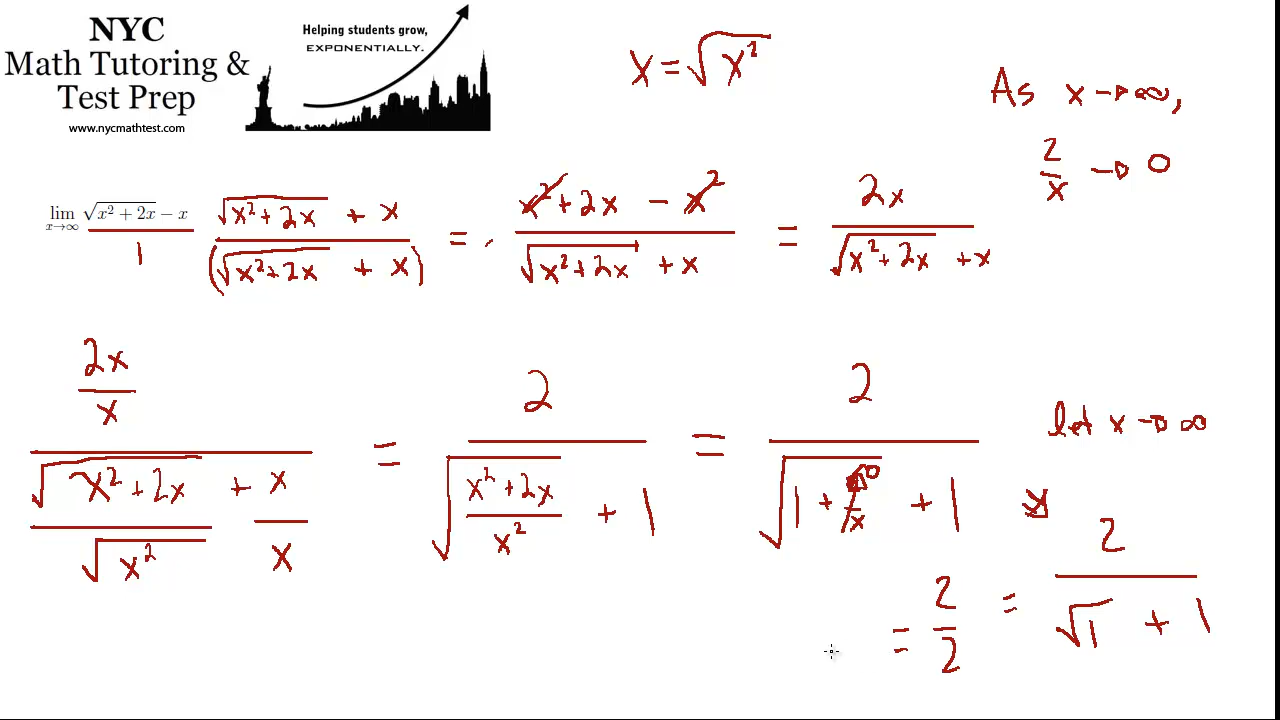 NYC
Math Tutoring &
Test Prep
www.nycmathtest.com
Helping students grow,
EXPONENTIALLY.
x = √(x²)
As x → ∞,
2/x → 0
lim x→∞ (√(x² + 2x) − x)/1 · (√(x² + 2x) + x)/(√(x² + 2x) + x) = (x² + 2x − x²)/(√(x² + 2x) + x) = 2x/(√(x² + 2x) + x)
(2x/x)/(√(x² + 2x)/√(x²) + x/x) = 2/(√((x² + 2x)/x²) + 1) = 2/(√(1 + 2/x → 0) + 1)
let x → ∞
2/(√1 + 1)
= 2/2 =